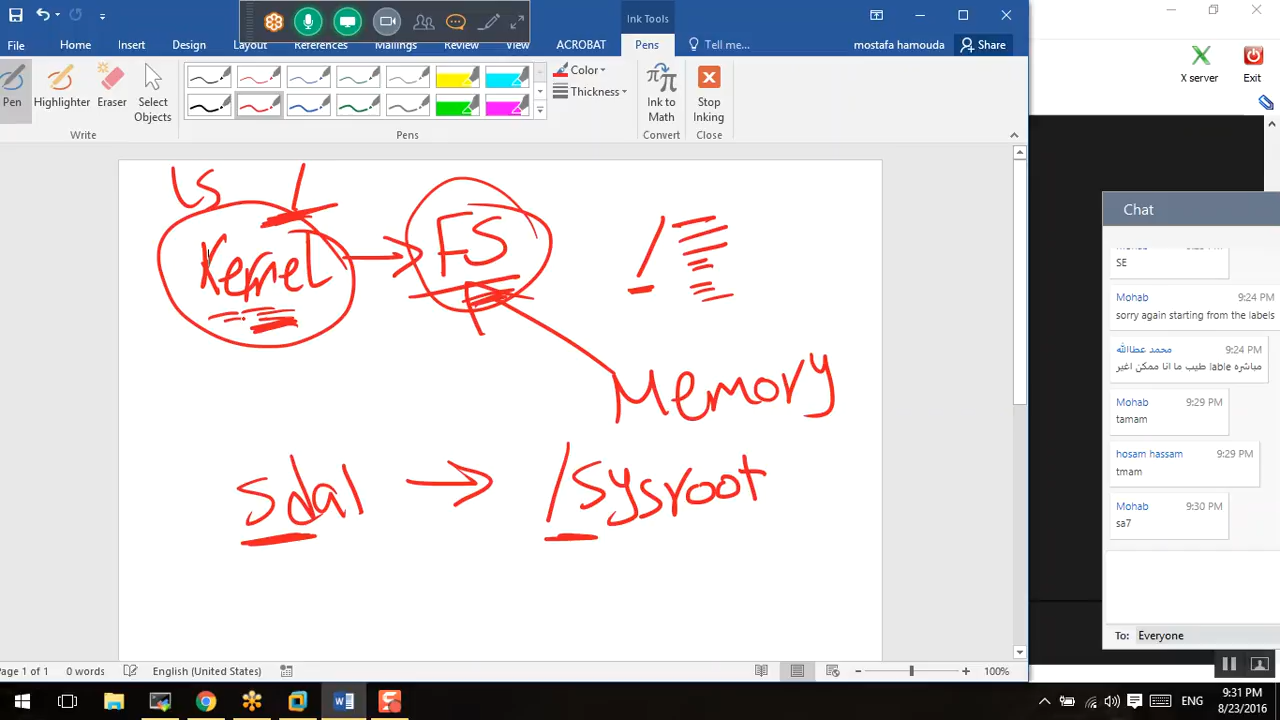 Ink Tools
File
Home
Insert
Design
Layout
References
Mailings
Review
View
ACROBAT
Pens
Tell me...
mostafa hamouda
Share
Pen
Highlighter
Eraser
Select
Objects
Color
Thickness
Ink to
Math
Stop
Inking
Write
Pens
Convert
Close
X server
Exit
ls /
Kernel
FS
/
Memory
sda1
/sysroot
Chat
SE
Mohab 9:24 PM
sorry again starting from the labels
محمد عطاالله 9:24 PM
مباشره lable طيب ما انا ممكن اغير
Mohab 9:29 PM
tamam
hosam hassam 9:29 PM
tmam
Mohab 9:30 PM
sa7
To: Everyone
Page 1 of 1
0 words
English (United States)
100%
ENG
9:31 PM
8/23/2016